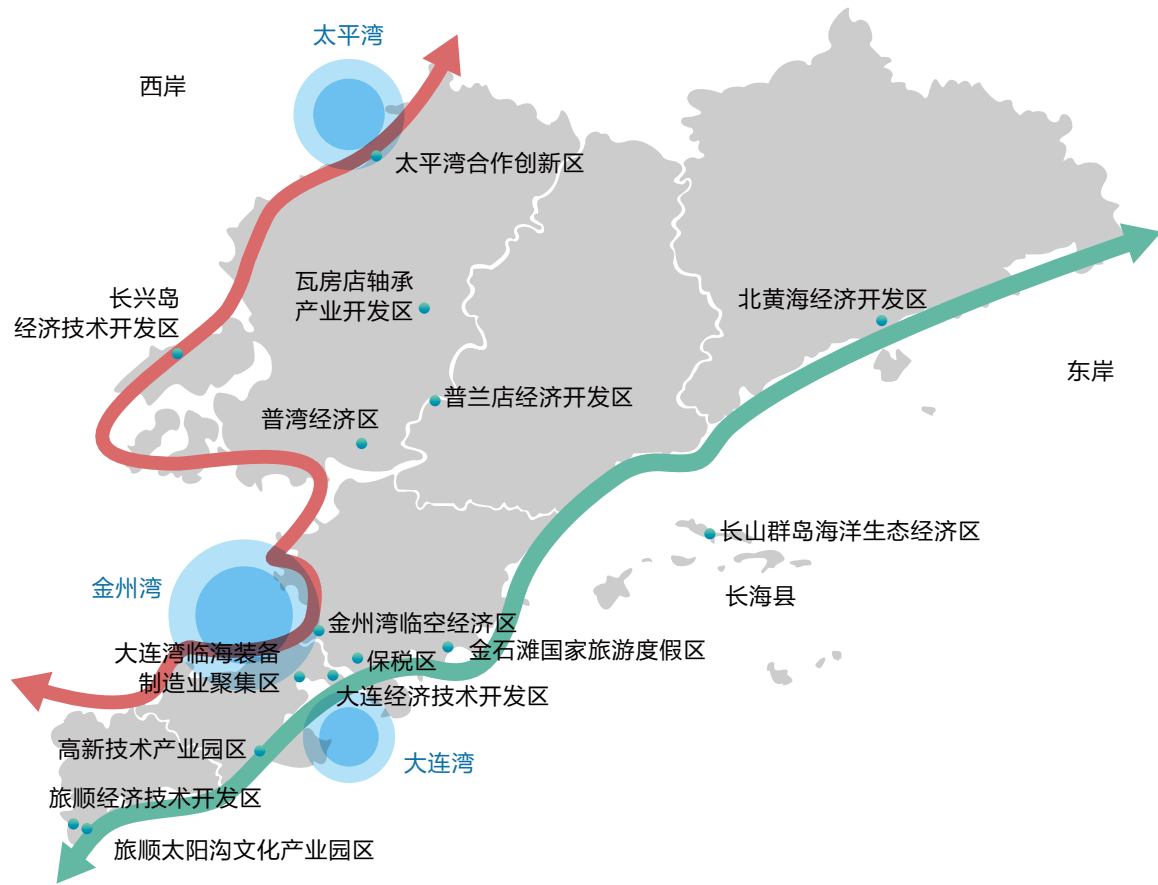 太平湾
西岸
太平湾合作创新区
瓦房店轴承
产业开发区
长兴岛
经济技术开发区
北黄海经济开发区
东岸
普兰店经济开发区
普湾经济区
长山群岛海洋生态经济区
金州湾
长海县
金州湾临空经济区
大连湾临海装备
制造业聚集区
金石滩国家旅游度假区
保税区
大连经济技术开发区
高新技术产业园区
大连湾
旅顺经济技术开发区
旅顺太阳沟文化产业园区